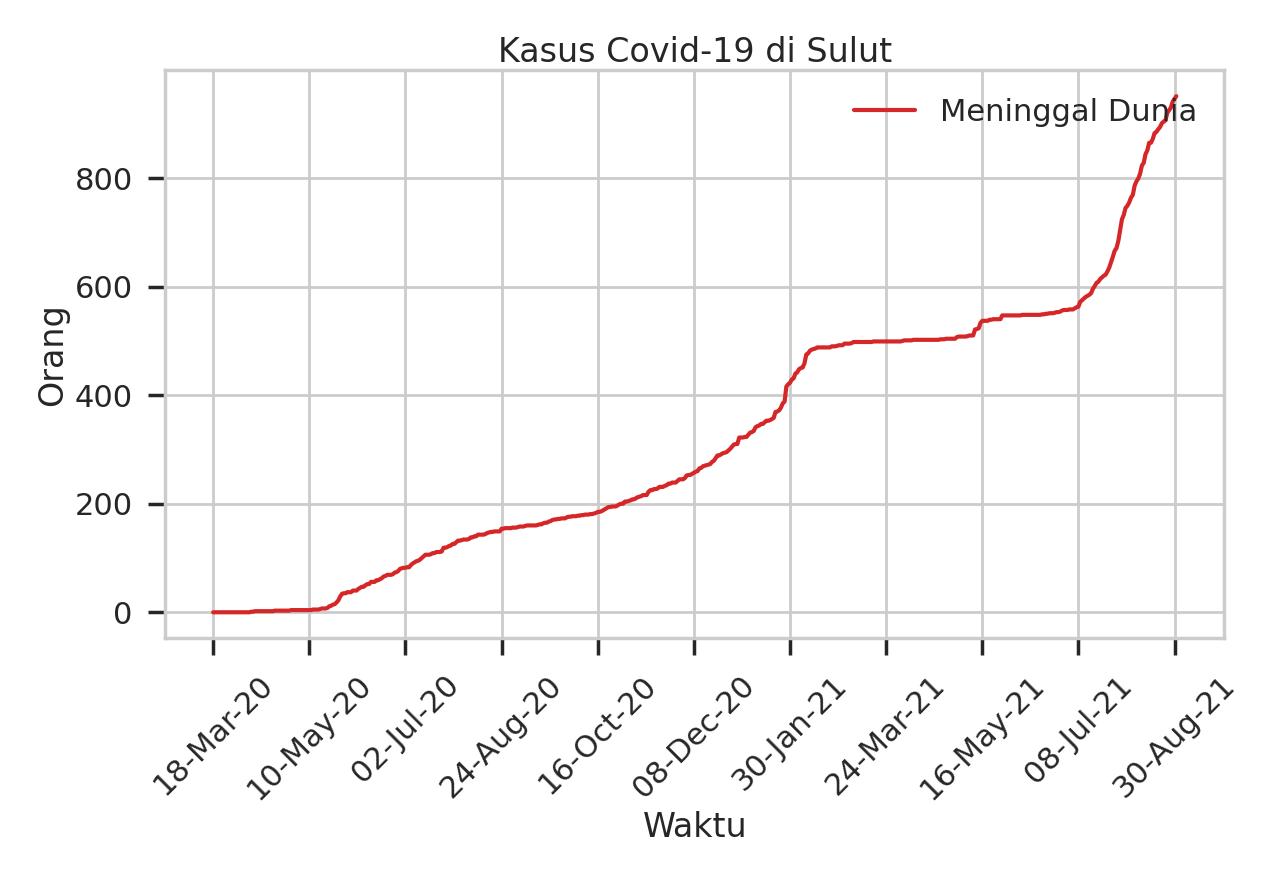 Kasus Covid-19 di Sulut
Meninggal Dunia
800
600
400
200
0
Orang
18-Mar-20
10-May-20
02-Jul-20
24-Aug-20
16-Oct-20
08-Dec-20
30-Jan-21
24-Mar-21
16-May-21
08-Jul-21
30-Aug-21
Waktu